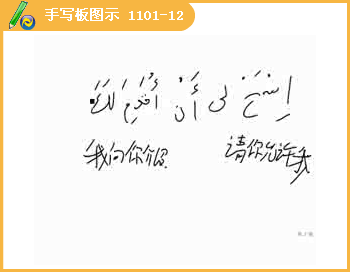 手写板图示 1101-12
اسمح لي أن أقدم لك
我向你介绍 请你允许我